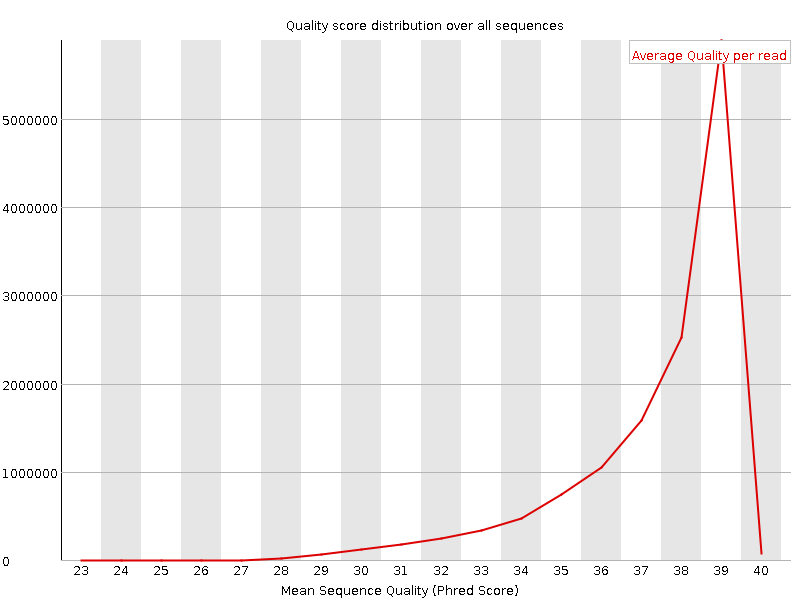 Quality score distribution over all sequences
Average Quality per read
5000000
4000000
3000000
2000000
1000000
0
23 24 25 26 27 28 29 30 31 32 33 34 35 36 37 38 39 40
Mean Sequence Quality (Phred Score)